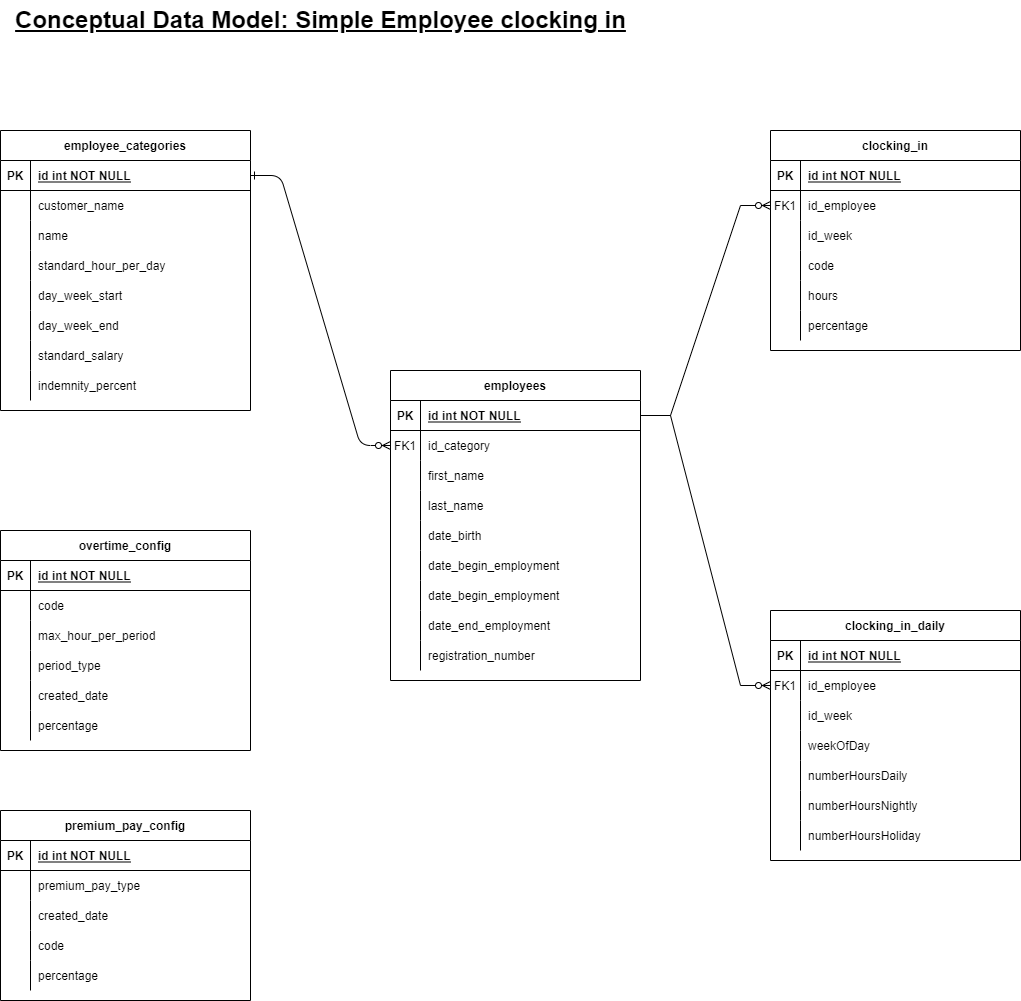 Conceptual Data Model: Simple Employee clocking in
employee_categories
PK id int NOT NULL
customer_name
name
standard_hour_per_day
day_week_start
day_week_end
standard_salary
indemnity_percent
clocking_in
PK id int NOT NULL
FK1 id_employee
id_week
code
hours
percentage
employees
PK id int NOT NULL
FK1 id_category
first_name
last_name
date_birth
date_begin_employment
date_begin_employment
date_end_employment
registration_number
overtime_config
PK id int NOT NULL
code
max_hour_per_period
period_type
created_date
percentage
clocking_in_daily
PK id int NOT NULL
FK1 id_employee
id_week
weekOfDay
numberHoursDaily
numberHoursNightly
numberHoursHoliday
premium_pay_config
PK id int NOT NULL
premium_pay_type
created_date
code
percentage